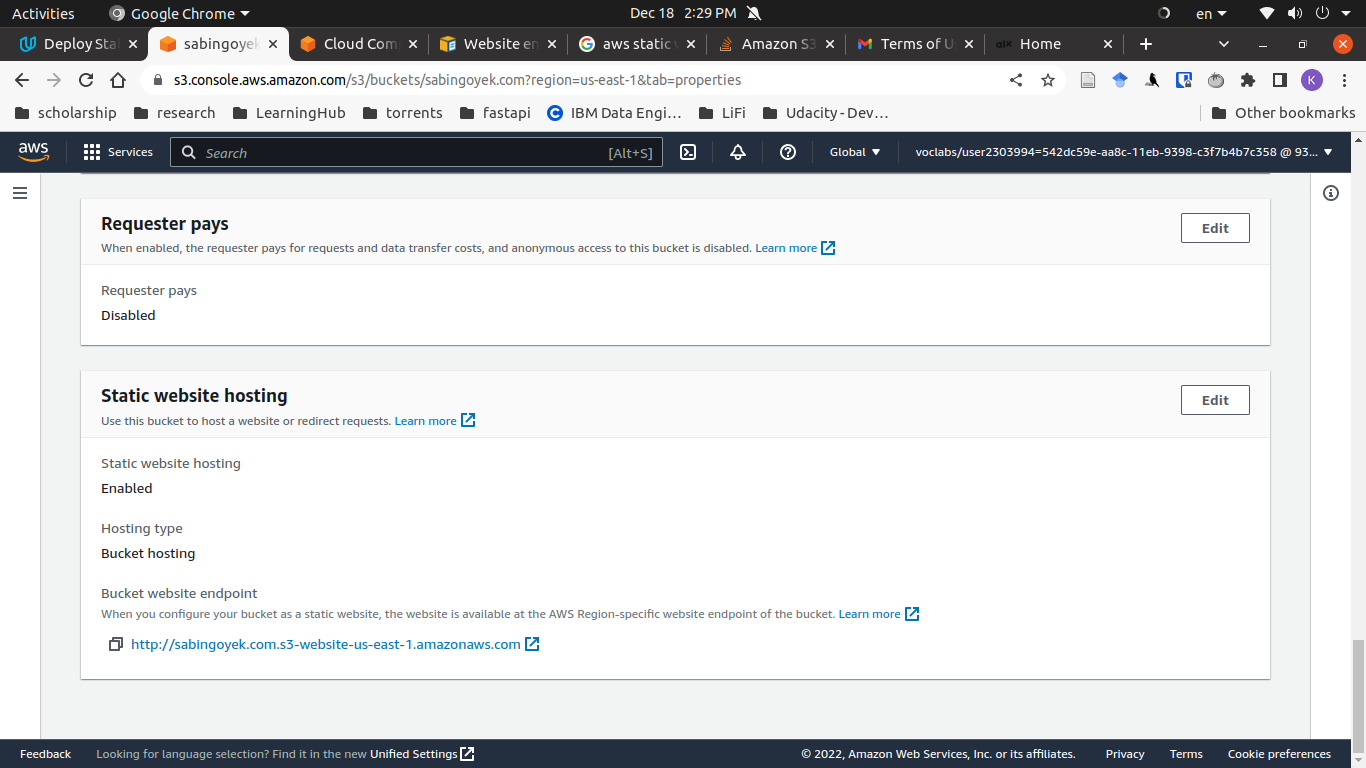 Activities Google Chrome Dec 18 2:29 PM en
Deploy Sta sabingoyek Cloud Com Website en aws static Amazon S3 Terms of U Home
s3.console.aws.amazon.com/s3/buckets/sabingoyek.com?region=us-east-1&tab=properties K
scholarship research LearningHub torrents fastapi IBM Data Engi... LiFi Udacity - Dev... Other bookmarks
aws Services Search [Alt+S] Global voclabs/user2303994=542dc59e-aa8c-11eb-9398-c3f7b4b7c358 @ 93...
Requester pays Edit
When enabled, the requester pays for requests and data transfer costs, and anonymous access to this bucket is disabled. Learn more
Requester pays
Disabled
Static website hosting Edit
Use this bucket to host a website or redirect requests. Learn more
Static website hosting
Enabled
Hosting type
Bucket hosting
Bucket website endpoint
When you configure your bucket as a static website, the website is available at the AWS Region-specific website endpoint of the bucket. Learn more
http://sabingoyek.com.s3-website-us-east-1.amazonaws.com
Feedback Looking for language selection? Find it in the new Unified Settings © 2022, Amazon Web Services, Inc. or its affiliates. Privacy Terms Cookie preferences